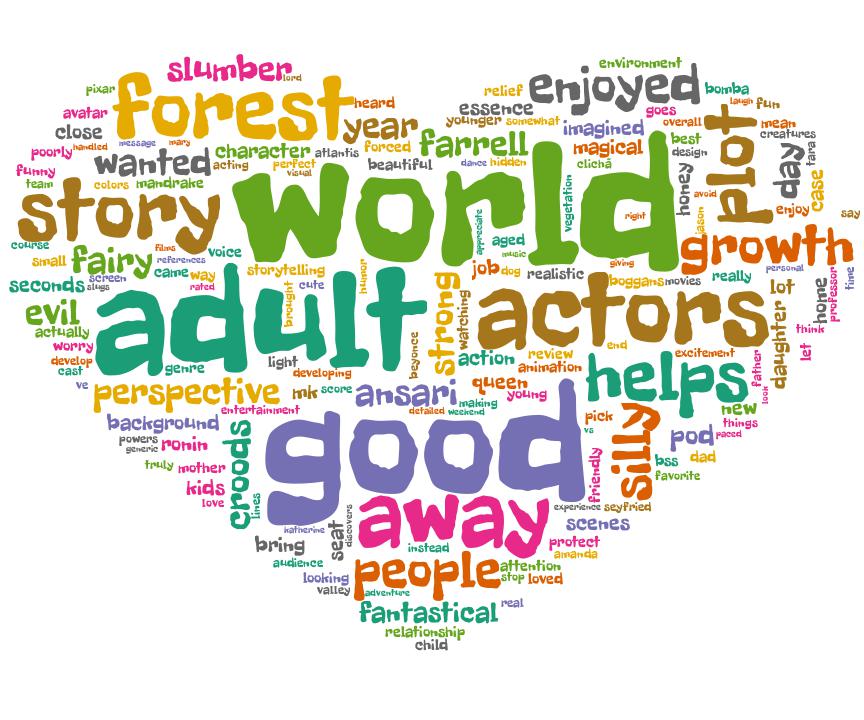 slumber
lord
environment
pixar
forest
heard
relief
enjoyed
bomba
avatar
essence
goes
laugh
fun
close
year
younger
somewhat
imagined
overall
mean
handled
message
mary
farrell
magical
best
plot
creatures
poorly
wanted
character
atlantis
forced
design
day
tara
funny
acting
perfect
visual
beautiful
dance
hidden
clichã
team
colors
mandrake
story
world
vegetation
honey
avoid
case
enjoy
jason
right
say
appreciate
aged
music
growth
course
films
references
voice
small
fairy
screen
came
way
storytelling
humor
job
dog
realistic
giving
boggans
movies
really
personal
seconds
slugs
rated
brought
cute
strong
watching
lot
home
professor
time
evil
adult
actors
actually
think
worry
beyonce
end
let
develop
genre
light
action
review
excitement
daughter
father
cast
developing
animation
look
ve
perspective
mk
score
ansari
queen
young
helps
making
entertainment
detailed
weekend
new
background
good
pick
silly
things
powers
ronin
croods
vs
pod
paced
generic
dad
truly
mother
friendly
bss
favorite
kids
love
lines
away
experience
seyfried
katherine
seat
discovers
scenes
bring
instead
protect
audience
amanda
looking
people
attention
stop
loved
valley
adventure
fantastical
real
relationship
child